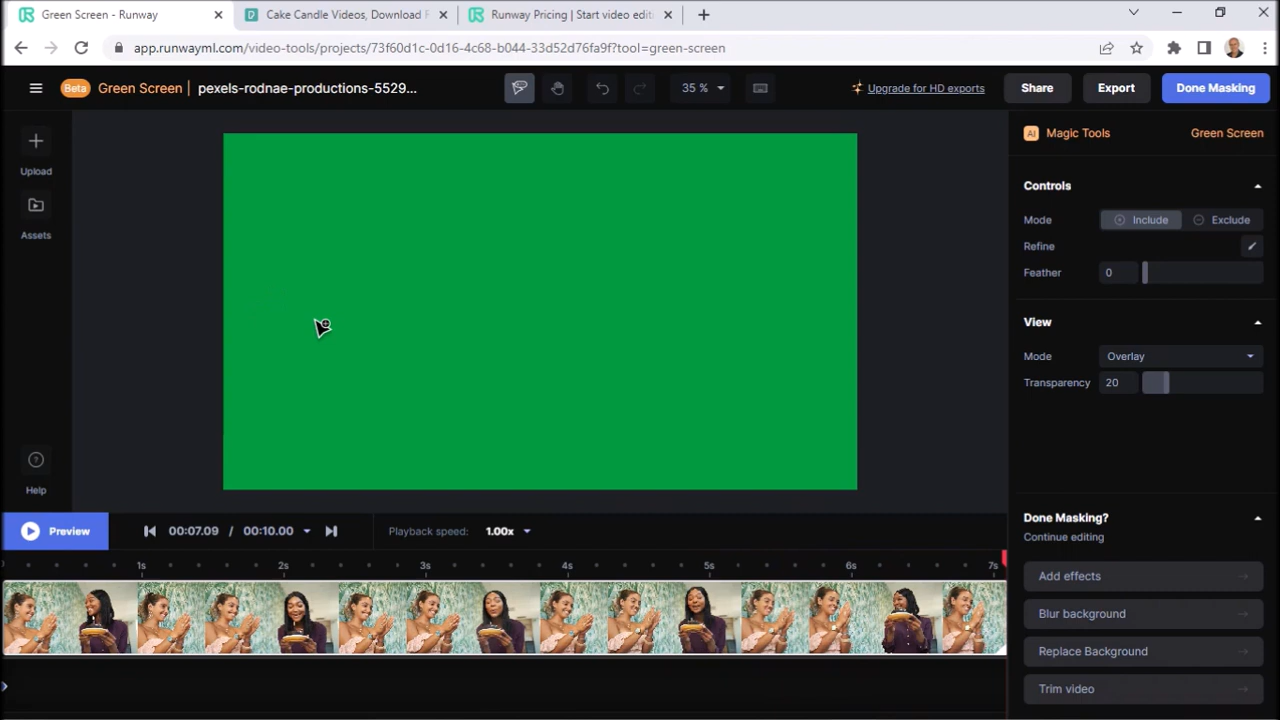 Green Screen - Runway
Cake Candle Videos, Download F
Runway Pricing | Start video edit
app.runwayml.com/video-tools/projects/73f60d1c-0d16-4c68-b044-33d52d76fa9f?tool=green-screen
Beta Green Screen | pexels-rodnae-productions-5529...
35 %
Upgrade for HD exports
Share
Export
Done Masking
Upload
Assets
Help
AI Magic Tools
Green Screen
Controls
Mode Include Exclude
Refine
Feather 0
View
Mode Overlay
Transparency 20
Done Masking?
Continue editing
Add effects
Blur background
Replace Background
Trim video
Preview 00:07.09 / 00:10.00 Playback speed: 1.00x
1s 2s 3s 4s 5s 6s 7s